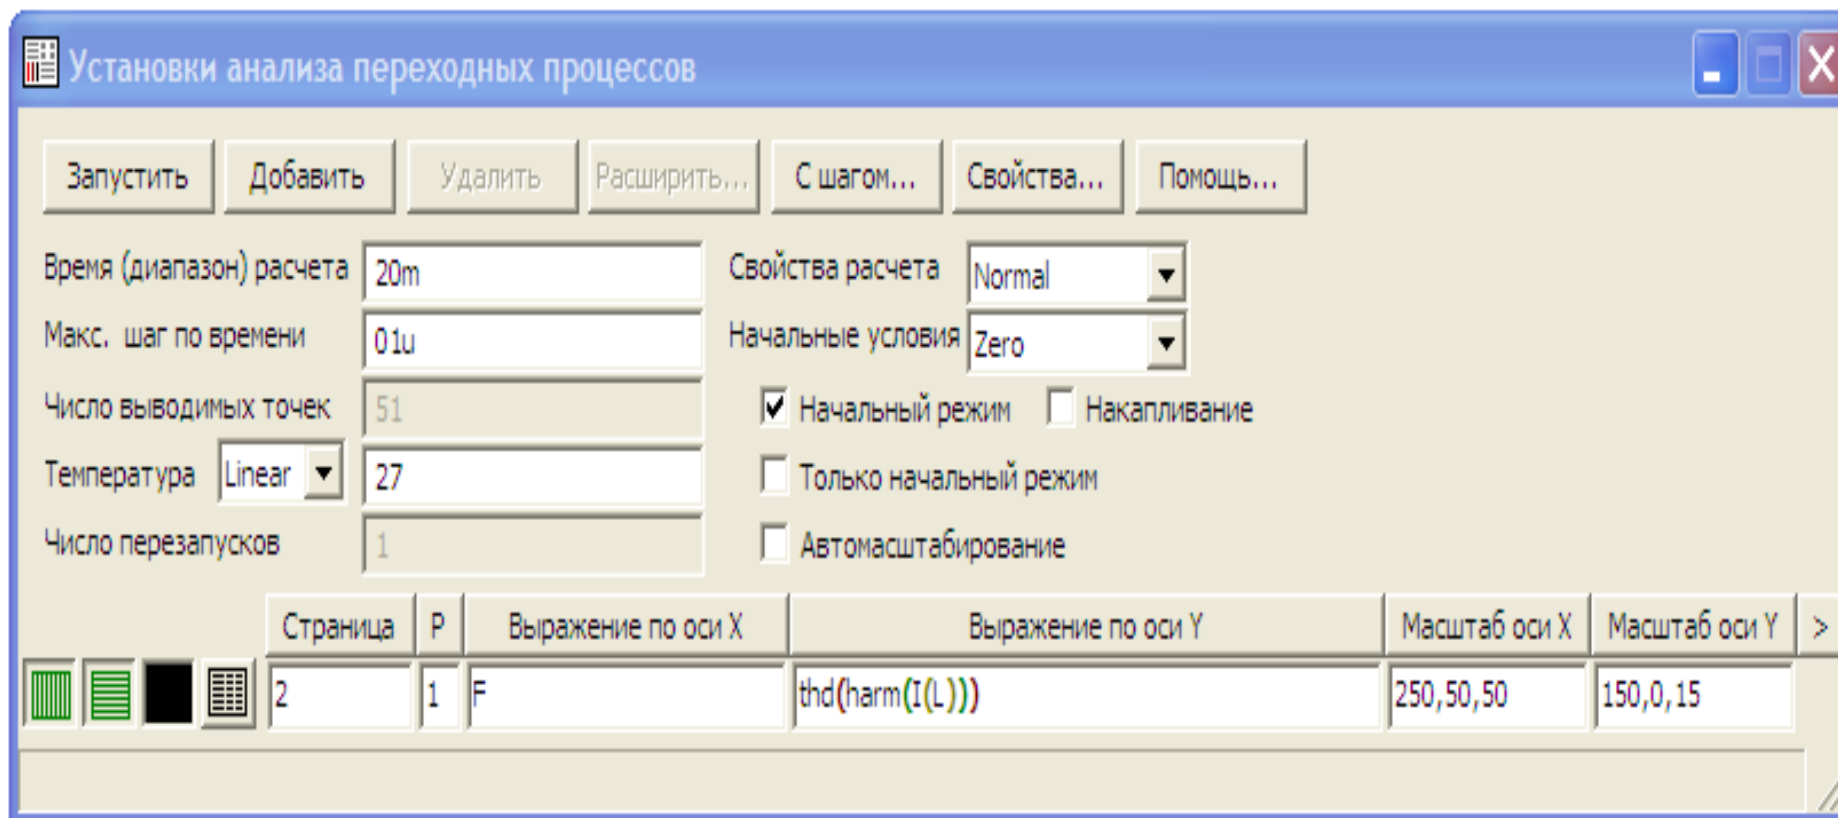 Установки анализа переходных процессов
Запустить Добавить Удалить Расширить... С шагом... Свойства... Помощь...
Время (диапазон) расчета 20m Свойства расчета Normal
Макс. шаг по времени 01u Начальные условия Zero
Число выводимых точек 51 Начальный режим Накапливание
Температура Linear 27 Только начальный режим
Число перезапусков 1 Автомасштабирование
Страница P Выражение по оси X Выражение по оси Y Масштаб оси X Масштаб оси Y >
2 1 F thd(harm(I(L))) 250,50,50 150,0,15